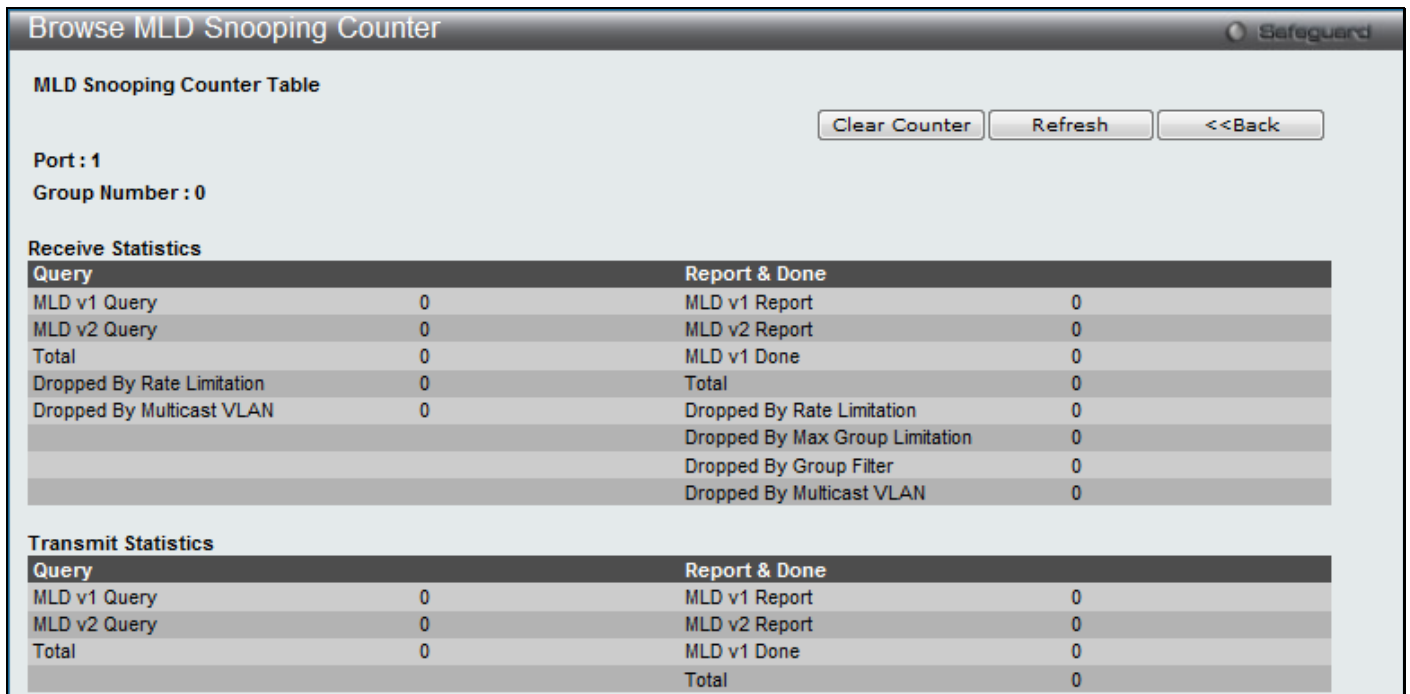 Browse MLD Snooping Counter
Safeguard
MLD Snooping Counter Table
Clear Counter Refresh <<Back
Port : 1
Group Number : 0
Receive Statistics
Query Report & Done
MLD v1 Query 0 MLD v1 Report 0
MLD v2 Query 0 MLD v2 Report 0
Total 0 MLD v1 Done 0
Dropped By Rate Limitation 0 Total 0
Dropped By Multicast VLAN 0 Dropped By Rate Limitation 0
Dropped By Max Group Limitation 0
Dropped By Group Filter 0
Dropped By Multicast VLAN 0
Transmit Statistics
Query Report & Done
MLD v1 Query 0 MLD v1 Report 0
MLD v2 Query 0 MLD v2 Report 0
Total 0 MLD v1 Done 0
Total 0